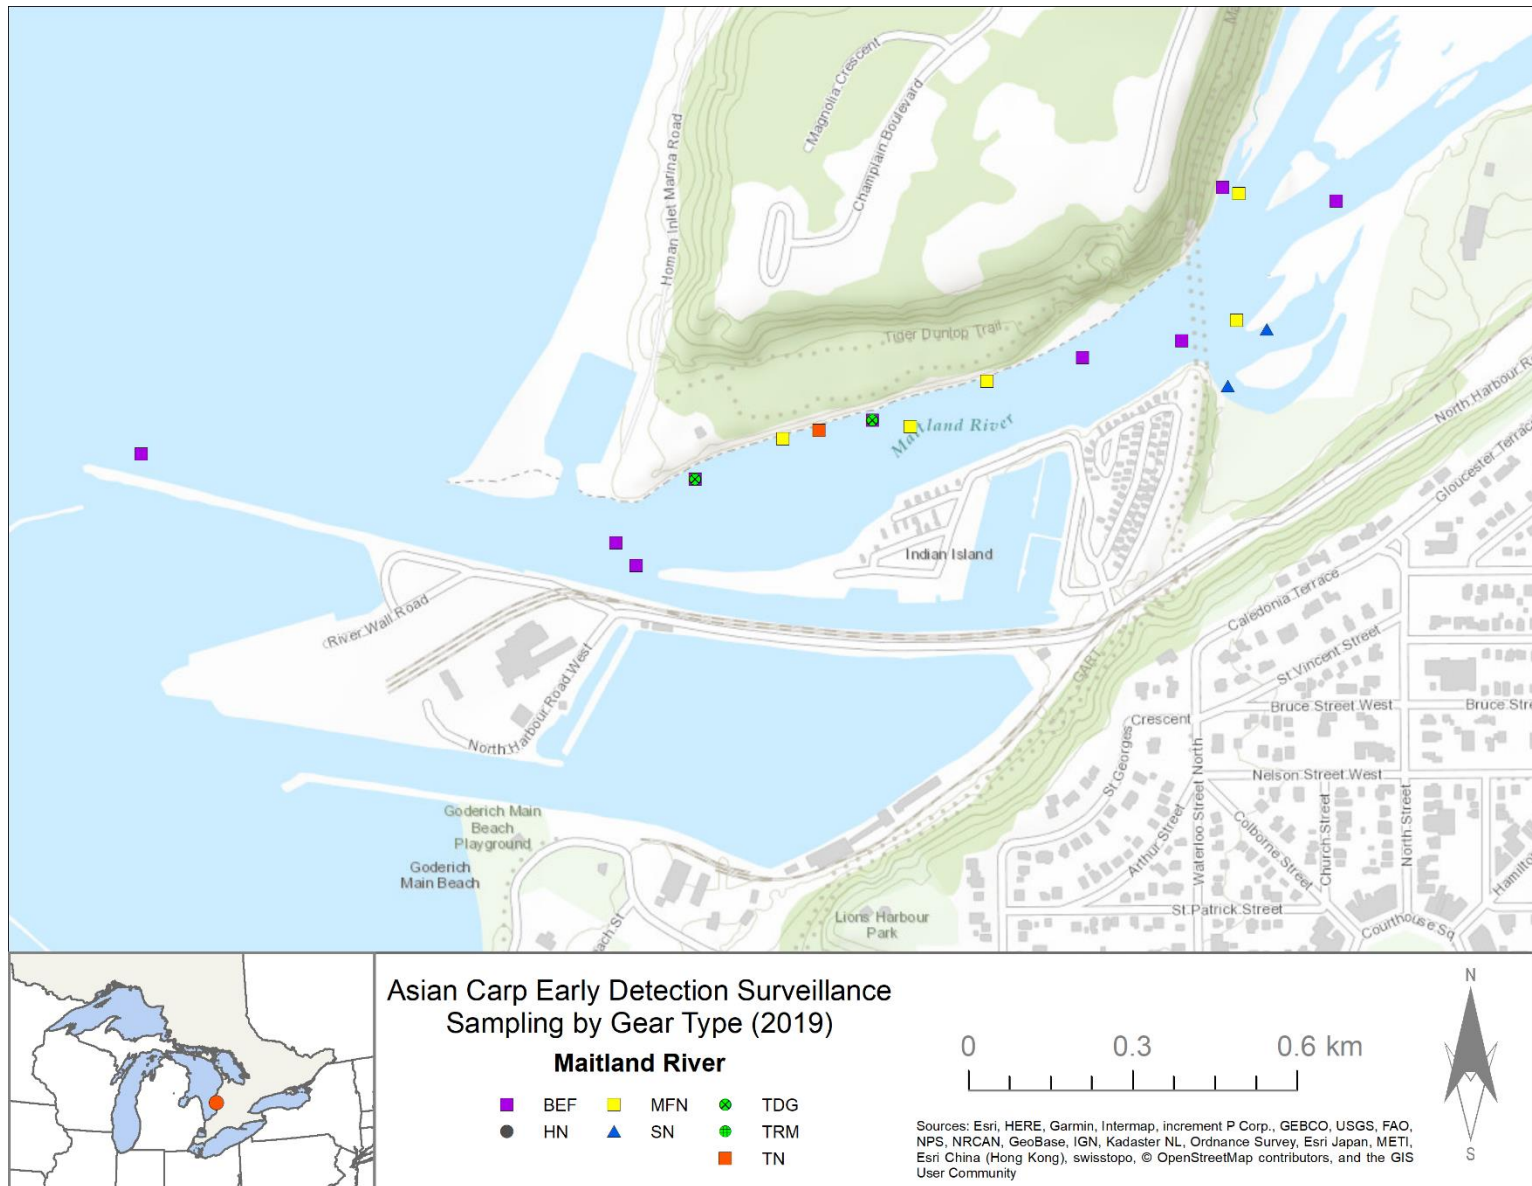 Magnolia Crescent
Champlain Boulevard
Homan Inlet Marina Road
Tiger Dunlop Trail
Maitland River
North Harbour Ro
Gloucester Terrace
Indian Island
Caledonia Terrace
River Wall Road
St Vincent Street
GART
Bruce Street West
Bruce Stre
Crescent
North Harbour Road West
St Georges
Nelson Street West
Waterloo Street North
Arthur Street
Colborne Street
Church Street
North Street
Hamilton
Goderich Main
Beach
Playground
Goderich
Main Beach
each St
Lions Harbour
Park
St Patrick Street
Courthouse Sq
Asian Carp Early Detection Surveillance
Sampling by Gear Type (2019)
Maitland River
BEF MFN TDG
HN SN TRM
TN
0 0.3 0.6 km
N
S
Sources: Esri, HERE, Garmin, Intermap, increment P Corp., GEBCO, USGS, FAO,
NPS, NRCAN, GeoBase, IGN, Kadaster NL, Ordnance Survey, Esri Japan, METI,
Esri China (Hong Kong), swisstopo, © OpenStreetMap contributors, and the GIS
User Community